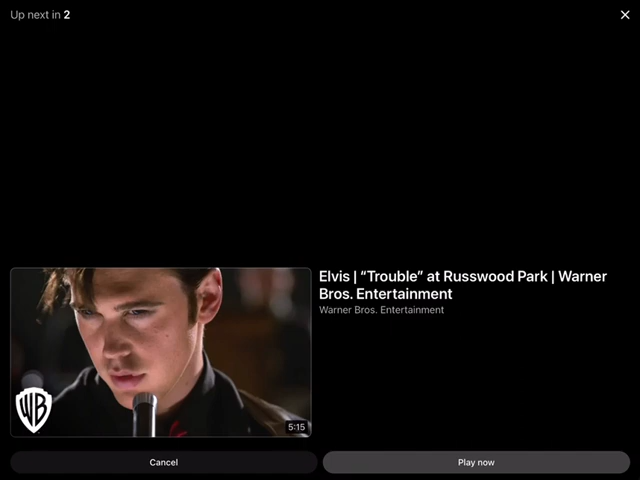 Up next in 2
Elvis | “Trouble” at Russwood Park | Warner
Bros. Entertainment
Warner Bros. Entertainment
WB
5:15
Cancel
Play now